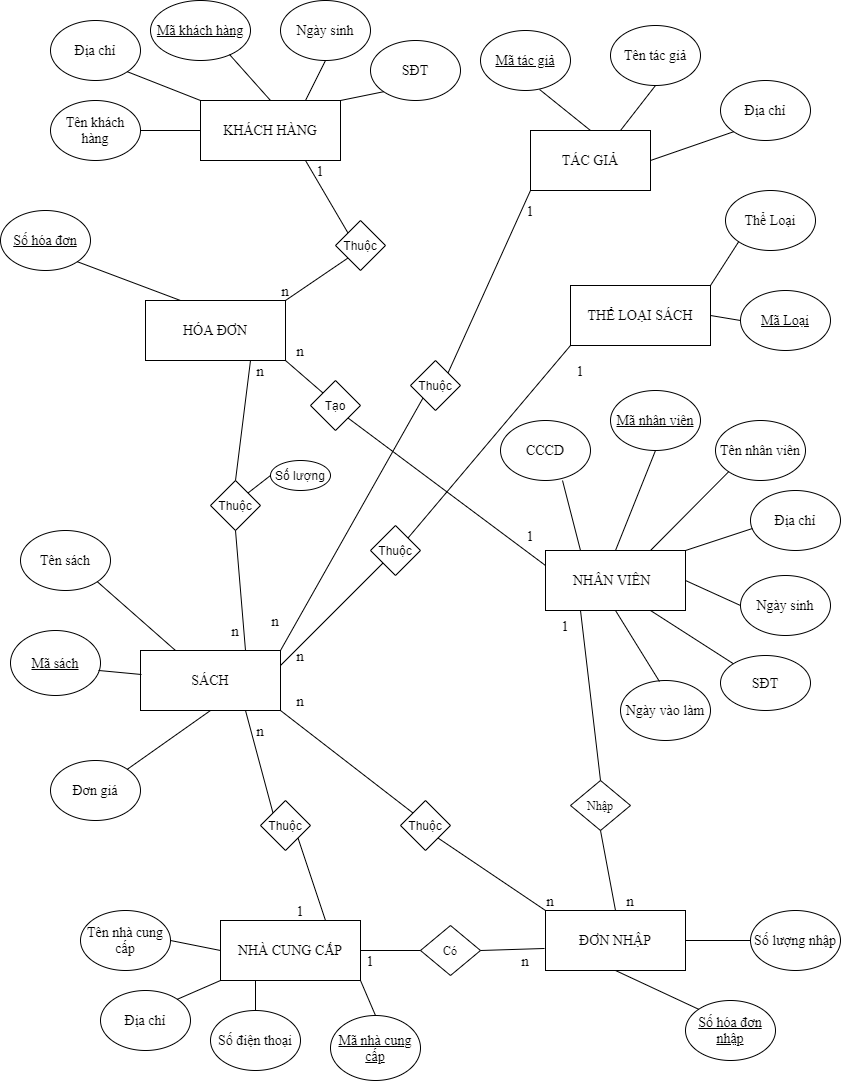 Mã khách hàng
Ngày sinh
Địa chỉ
SĐT
Tên khách
hàng
KHÁCH HÀNG
1
Mã tác giả
Tên tác giả
Địa chỉ
TÁC GIẢ
1
Số hóa đơn
Thuộc
n
Thể Loại
THỂ LOẠI SÁCH
Mã Loại
1
HÓA ĐƠN
n
n
Tạo
Thuộc
Mã nhân viên
CCCD
Tên nhân viên
Địa chỉ
Số lượng
Thuộc
Thuộc
1
NHÂN VIÊN
Ngày sinh
SĐT
Ngày vào làm
1
Tên sách
n
n
n
Mã sách
SÁCH
n
n
Đơn giá
Thuộc
Thuộc
Nhập
n
n
1
Tên nhà cung
cấp
NHÀ CUNG CẤP
1
Có
n
ĐƠN NHẬP
Số lượng nhập
Địa chỉ
Số điện thoại
Mã nhà cung
cấp
Số hóa đơn
nhập